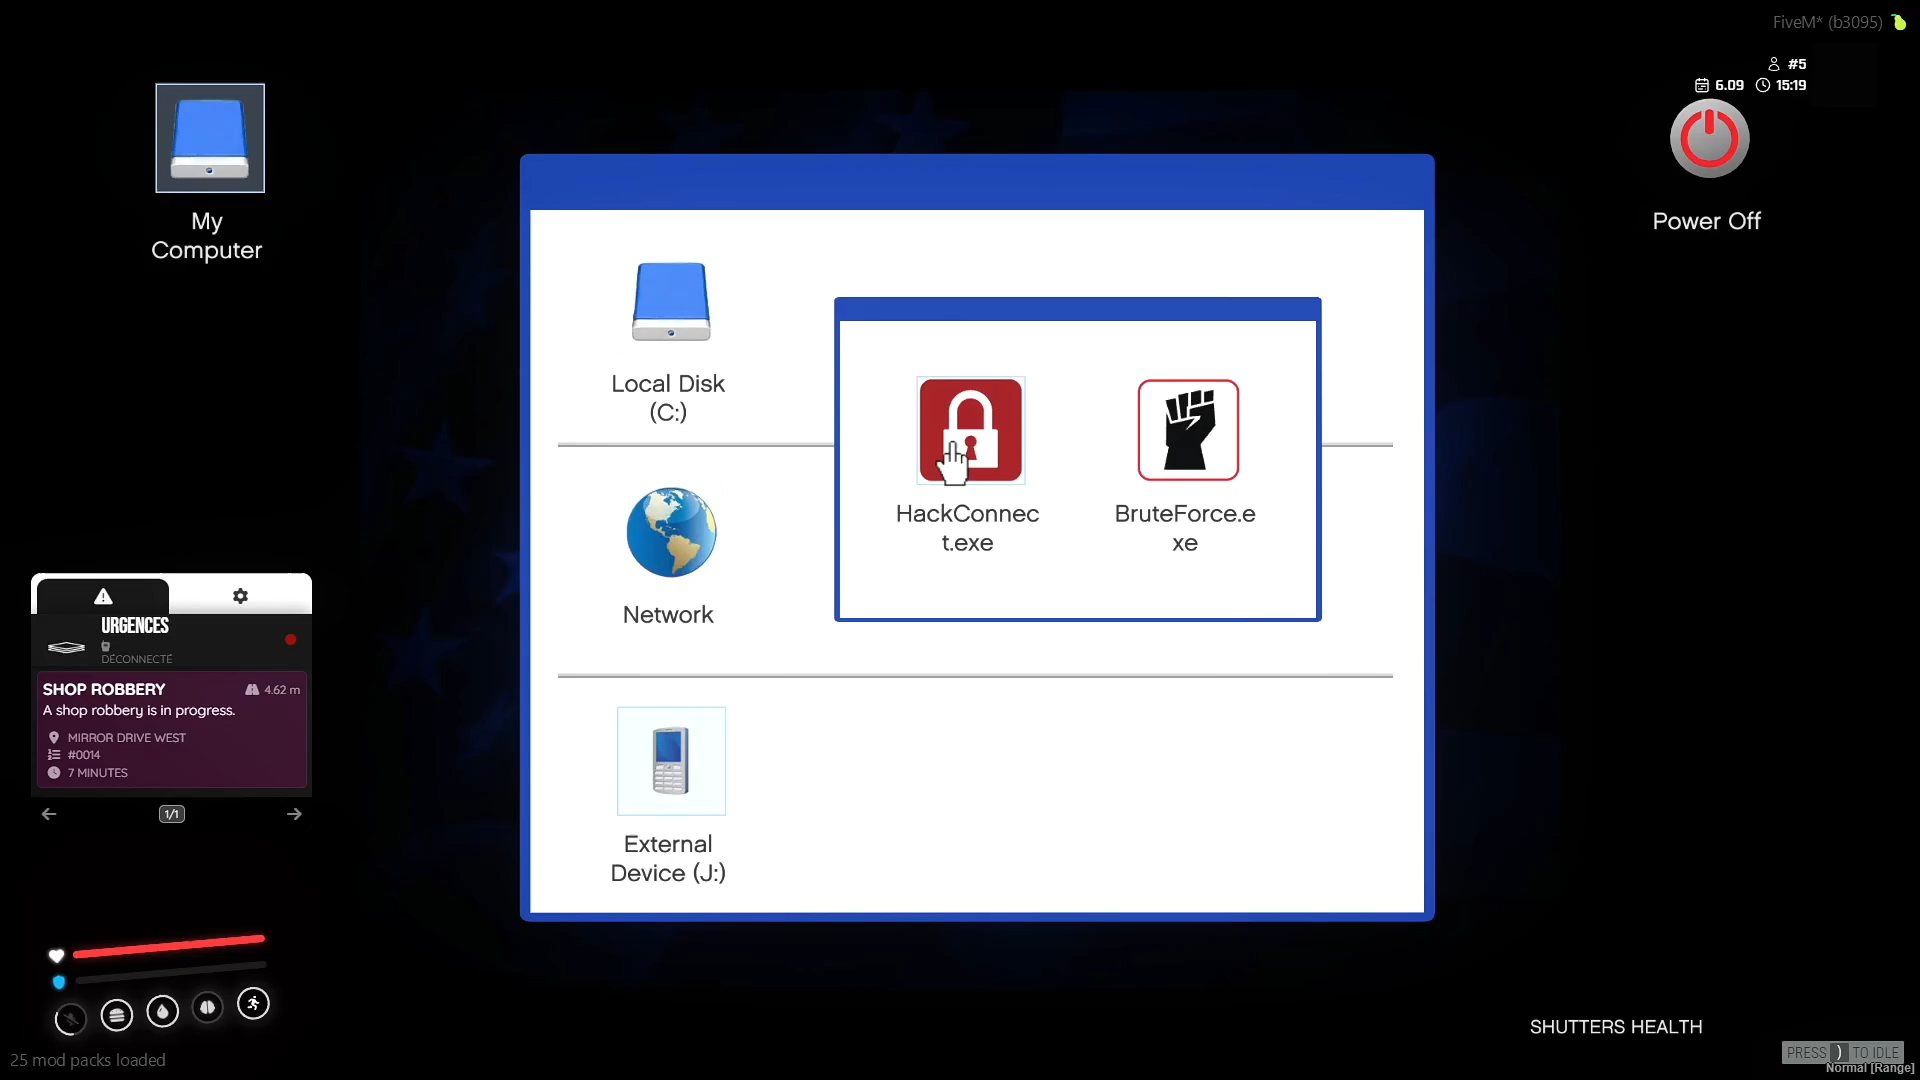 FiveM* (b3095)
#5
6.09 15:19
My
Computer
Power Off
Local Disk
(C:)
HackConnec
t.exe
BruteForce.e
xe
Network
External
Device (J:)
URGENCES
DÉCONNECTÉ
SHOP ROBBERY 4.62 m
A shop robbery is in progress.
MIRROR DRIVE WEST
#0014
7 MINUTES
1/1
SHUTTERS HEALTH
PRESS ) TO IDLE
Normal [Range]
25 mod packs loaded